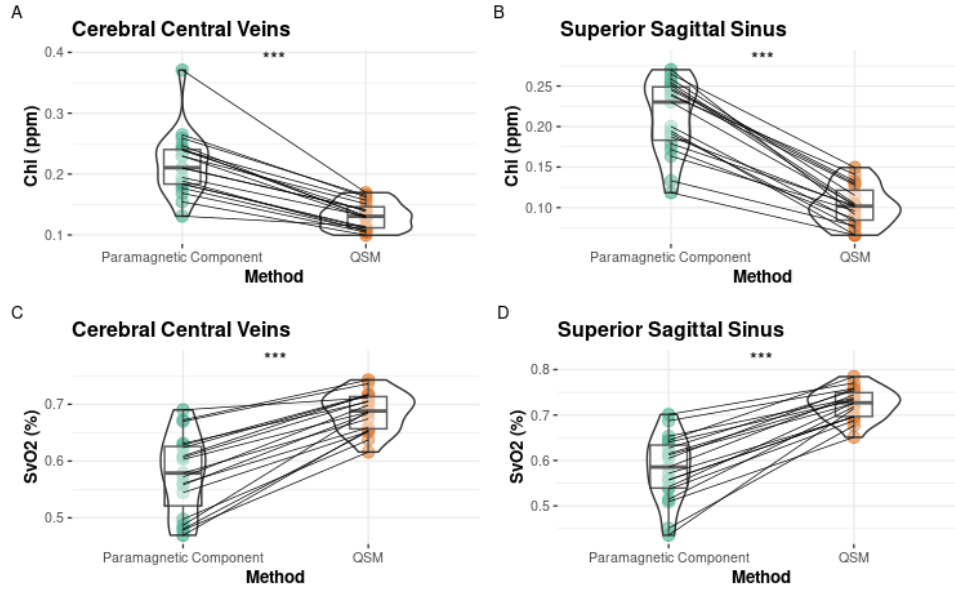 A
Cerebral Central Veins
***
Chi (ppm)
0.4
0.3
0.2
0.1
Paramagnetic Component
QSM
Method
B
Superior Sagittal Sinus
***
Chi (ppm)
0.25
0.20
0.15
0.10
Paramagnetic Component
QSM
Method
C
Cerebral Central Veins
***
SvO2 (%)
0.7
0.6
0.5
Paramagnetic Component
QSM
Method
D
Superior Sagittal Sinus
***
SvO2 (%)
0.8
0.7
0.6
0.5
Paramagnetic Component
QSM
Method